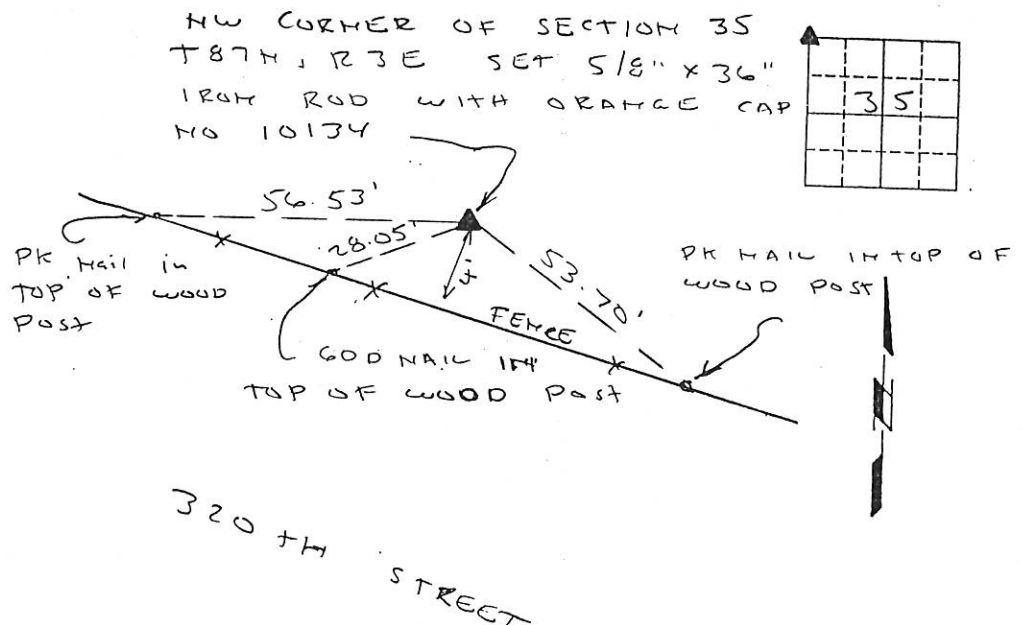 NW CORNER OF SECTION 35
T87N, R3E SET 5/8" X 36"
IRON ROD WITH ORANGE CAP
NO 10134
35
56.53'
28.05'
53.70'
PK Nail in
TOP OF WOOD
Post
PK NAIL IN TOP OF
WOOD POST
FENCE
60D NAIL IN
TOP OF WOOD POST
N
320 TH STREET